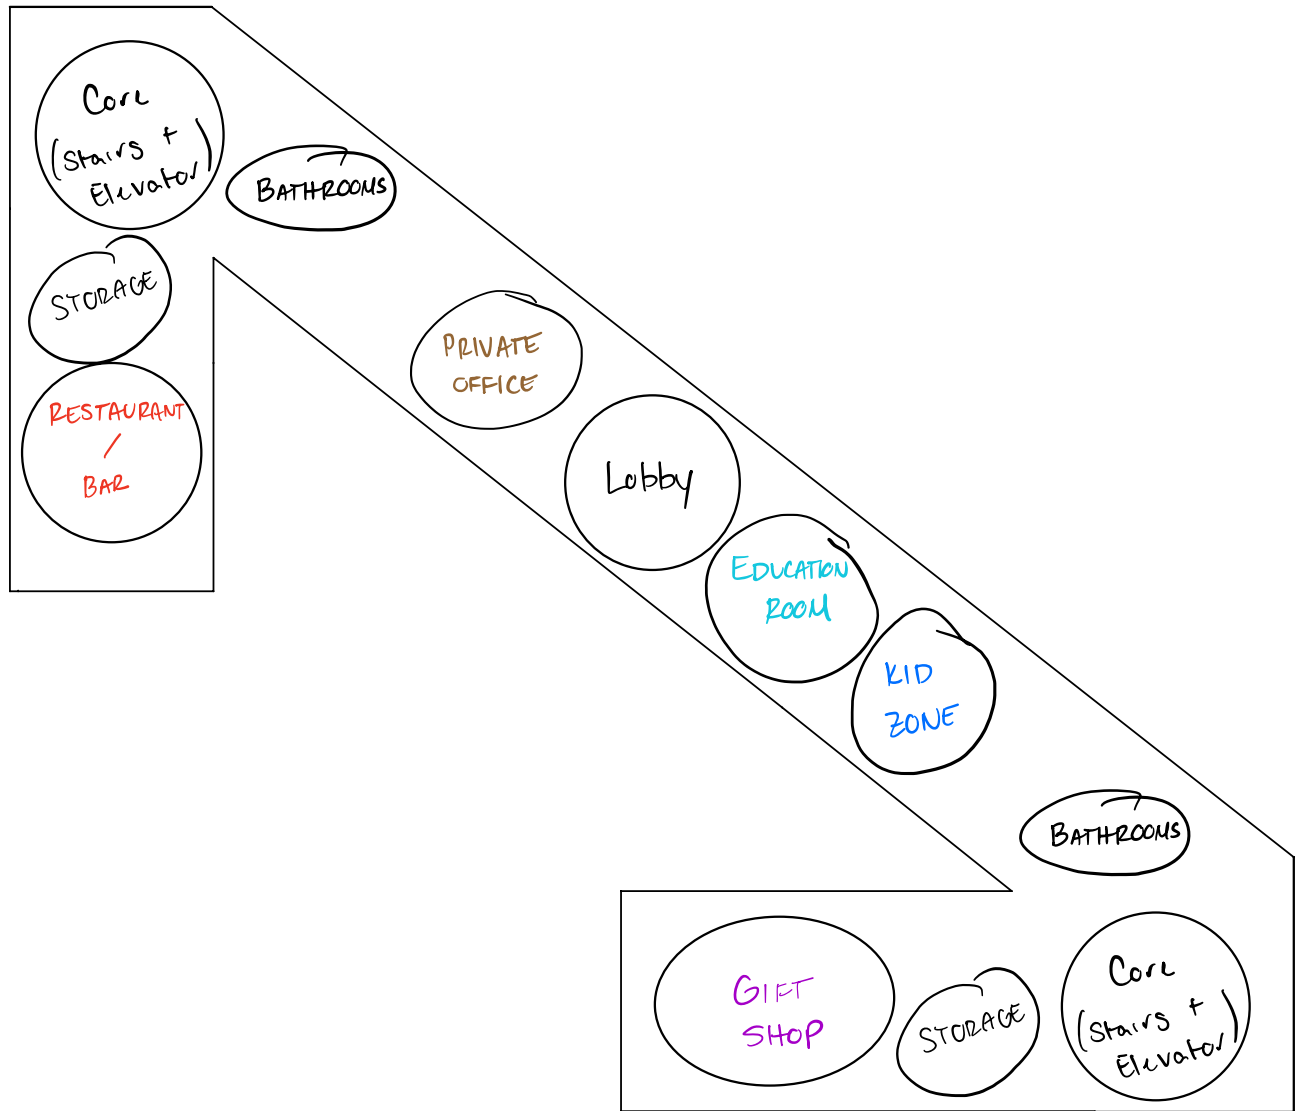 Core
(Stairs +
Elevator)
BATHROOMS
STORAGE
RESTAURANT
/
BAR
PRIVATE
OFFICE
Lobby
EDUCATION
ROOM
KID
ZONE
BATHROOMS
GIFT
SHOP
STORAGE
Core
(Stairs +
Elevator)